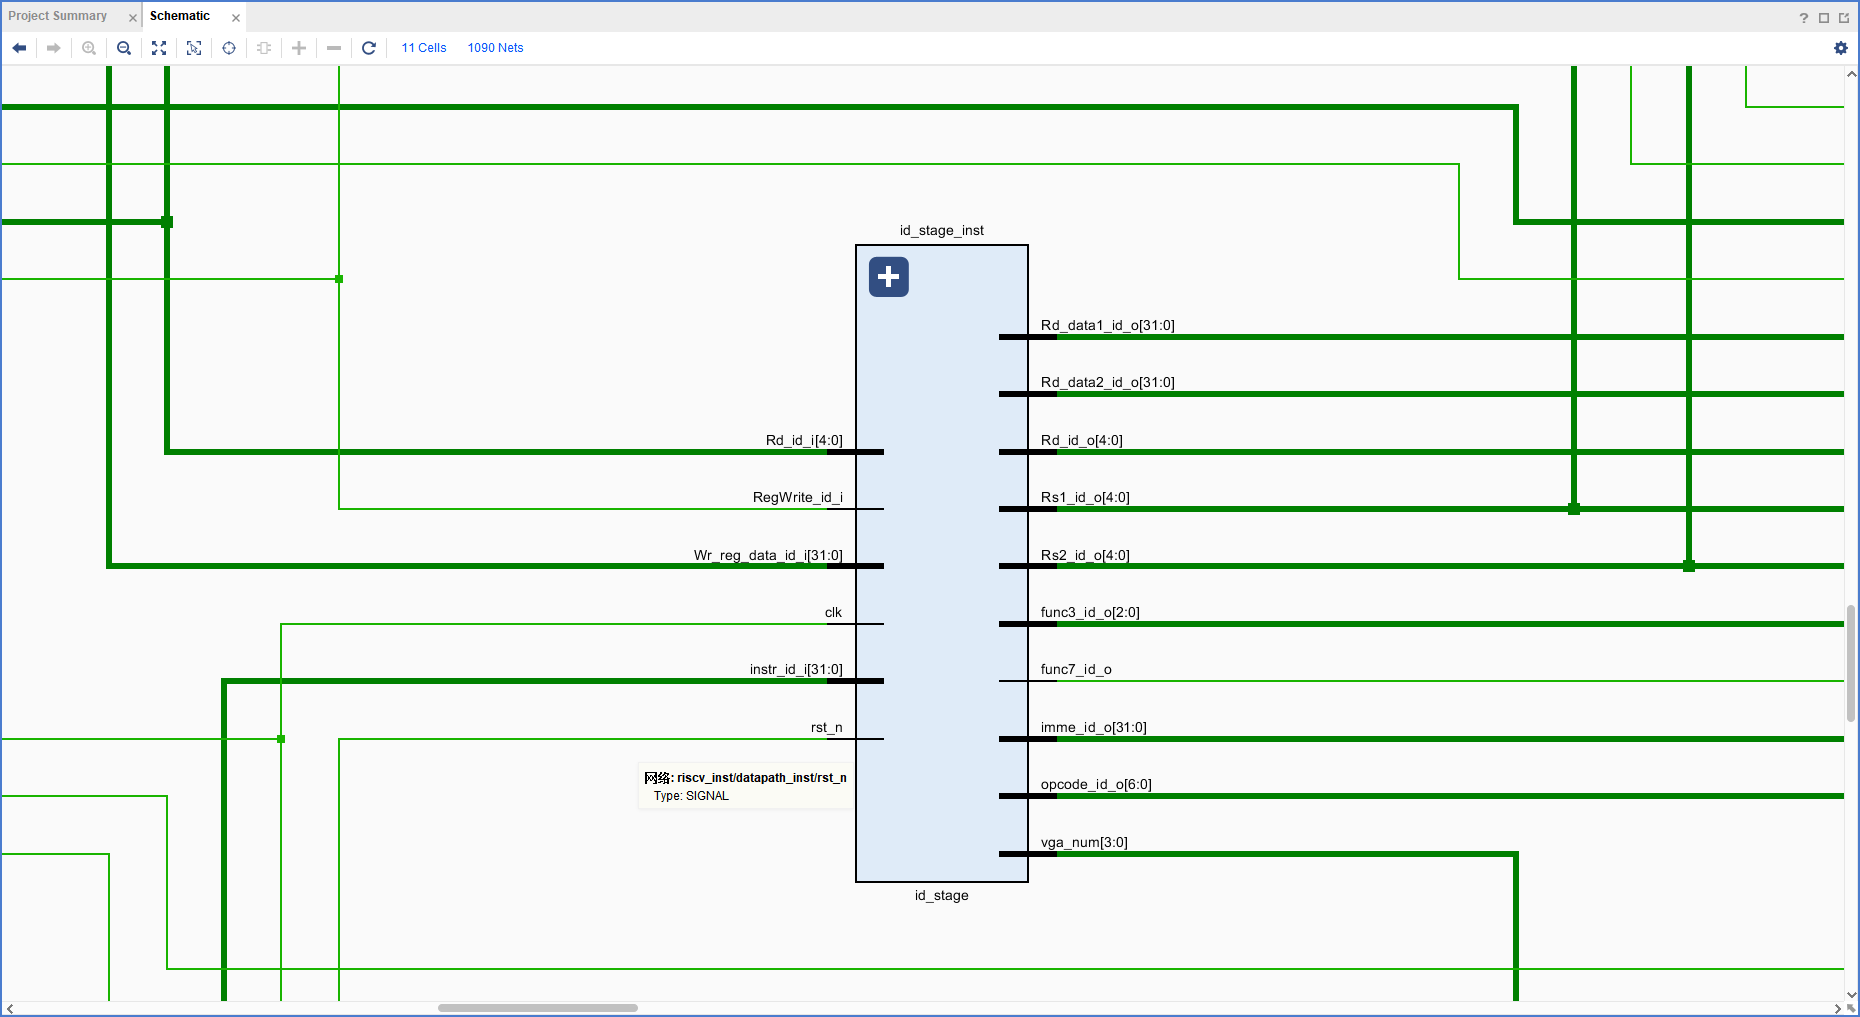 Project Summary
Schematic
11 Cells
1090 Nets
id_stage_inst
Rd_data1_id_o[31:0]
Rd_data2_id_o[31:0]
Rd_id_i[4:0]
Rd_id_o[4:0]
RegWrite_id_i
Rs1_id_o[4:0]
Wr_reg_data_id_i[31:0]
Rs2_id_o[4:0]
clk
func3_id_o[2:0]
instr_id_i[31:0]
func7_id_o
rst_n
imme_id_o[31:0]
网络: riscv_inst/datapath_inst/rst_n
Type: SIGNAL
opcode_id_o[6:0]
vga_num[3:0]
id_stage